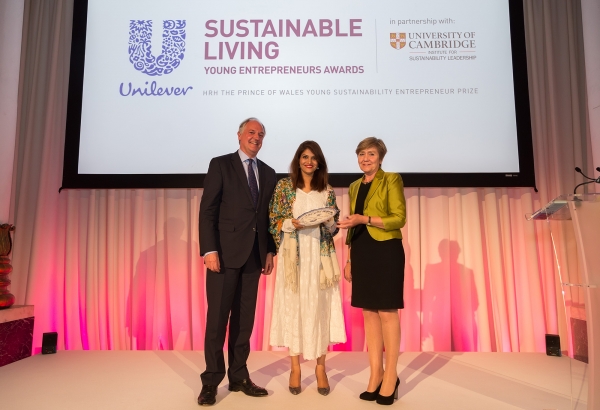 SUSTAINABLE
LIVING
YOUNG ENTREPRENEURS AWARDS
in partnership with:
UNIVERSITY OF
CAMBRIDGE
INSTITUTE FOR
SUSTAINABILITY LEADERSHIP
Unilever
HRH THE PRINCE OF WALES YOUNG SUSTAINABILITY ENTREPRENEUR PRIZE